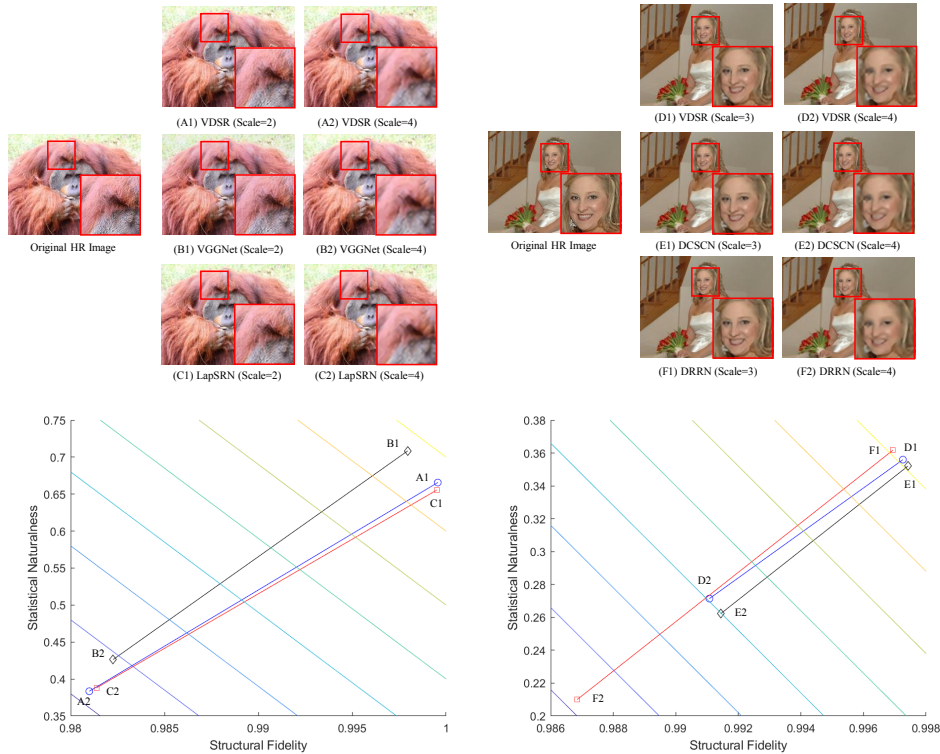 (A1) VDSR (Scale=2)
(A2) VDSR (Scale=4)
(D1) VDSR (Scale=3)
(D2) VDSR (Scale=4)
Original HR Image
(B1) VGGNet (Scale=2)
(B2) VGGNet (Scale=4)
Original HR Image
(E1) DCSCN (Scale=3)
(E2) DCSCN (Scale=4)
(C1) LapSRN (Scale=2)
(C2) LapSRN (Scale=4)
(F1) DRRN (Scale=3)
(F2) DRRN (Scale=4)
Statistical Naturalness
0.75
0.7
0.65
0.6
0.55
0.5
0.45
0.4
0.35
B1
A1
C1
B2
A2
C2
0.98
0.985
0.99
0.995
1
Structural Fidelity
Statistical Naturalness
0.38
0.36
0.34
0.32
0.3
0.28
0.26
0.24
0.22
0.2
F1
D1
E1
D2
E2
F2
0.986
0.988
0.99
0.992
0.994
0.996
0.998
Structural Fidelity